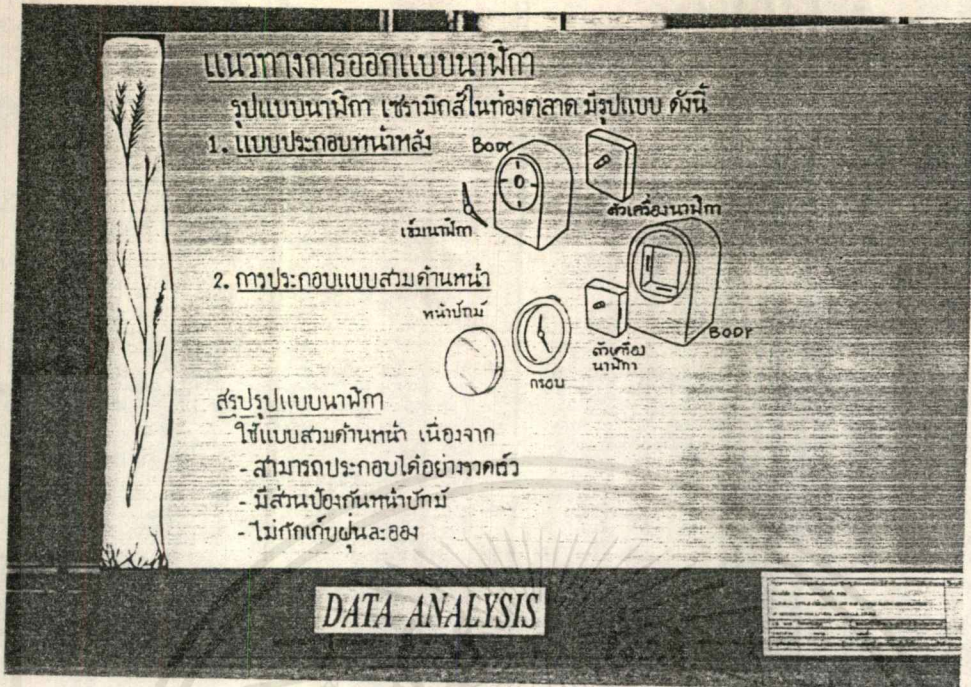 แนวทางการออกแบบนาฬิกา
รูปแบบนาฬิกา เซรามิกส์ในท้องตลาด มีรูปแบบ ดังนี้
1. แบบประกอบหน้าหลัง
BODY
เข็มนาฬิกา
ตัวเครื่องนาฬิกา
2. การประกอบแบบสวมด้านหน้า
หน้าปัทม์
กรอบ
ตัวเครื่อง
นาฬิกา
BODY
สรุปรูปแบบนาฬิกา
ใช้แบบสวมด้านหน้า เนื่องจาก
- สามารถประกอบได้อย่างรวดเร็ว
- มีส่วนป้องกันหน้าปัทม์
- ไม่กักเก็บฝุ่นละออง
DATA ANALYSIS